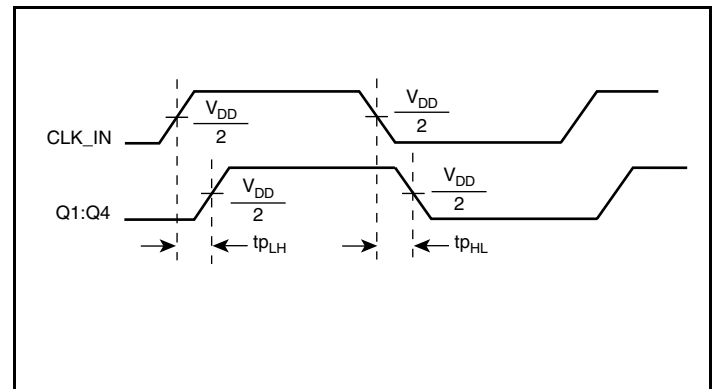 V_DD/2
V_DD/2
CLK_IN
V_DD/2
V_DD/2
Q1:Q4
tp_LH
tp_HL